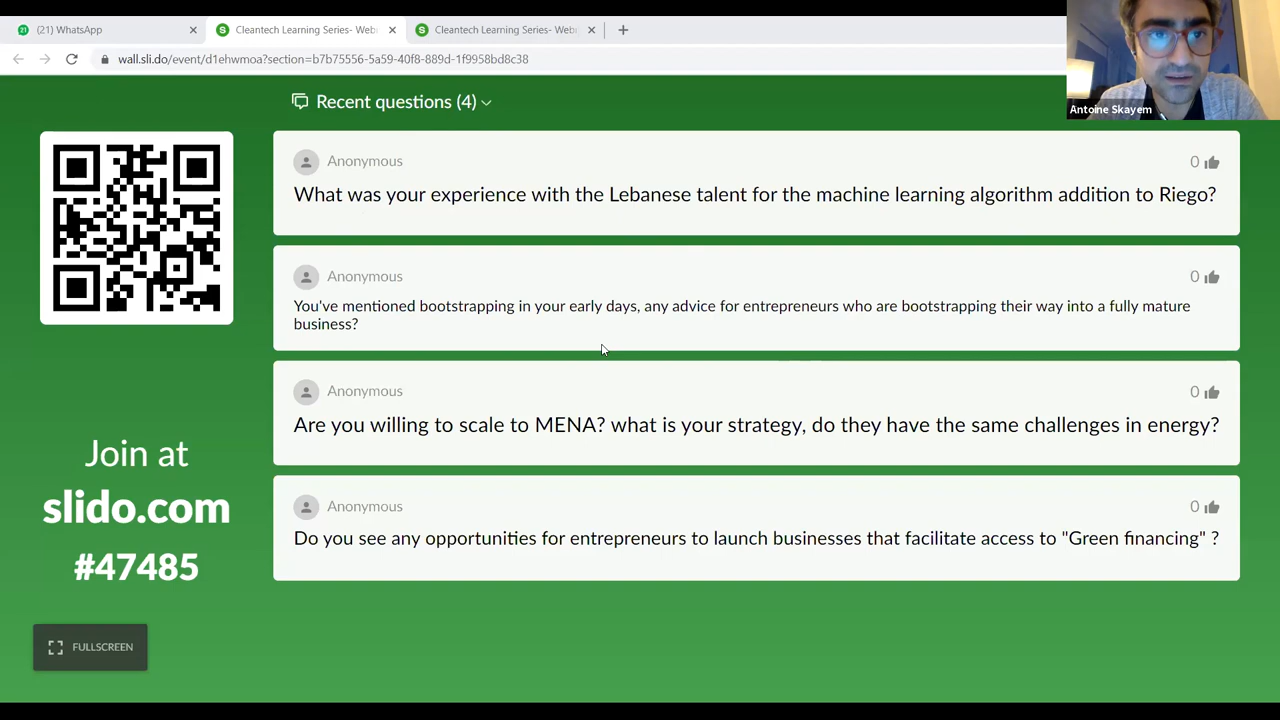 (21) WhatsApp
Cleantech Learning Series- Web
Cleantech Learning Series- Webi
wall.sli.do/event/d1ehwmoa?section=b7b75556-5a59-40f8-889d-1f9958bd8c38
Antoine Skayem
Recent questions (4)
Anonymous
0
What was your experience with the Lebanese talent for the machine learning algorithm addition to Riego?
Anonymous
0
You've mentioned bootstrapping in your early days, any advice for entrepreneurs who are bootstrapping their way into a fully mature
business?
Anonymous
0
Are you willing to scale to MENA? what is your strategy, do they have the same challenges in energy?
Anonymous
0
Do you see any opportunities for entrepreneurs to launch businesses that facilitate access to "Green financing" ?
Join at
slido.com
#47485
FULLSCREEN